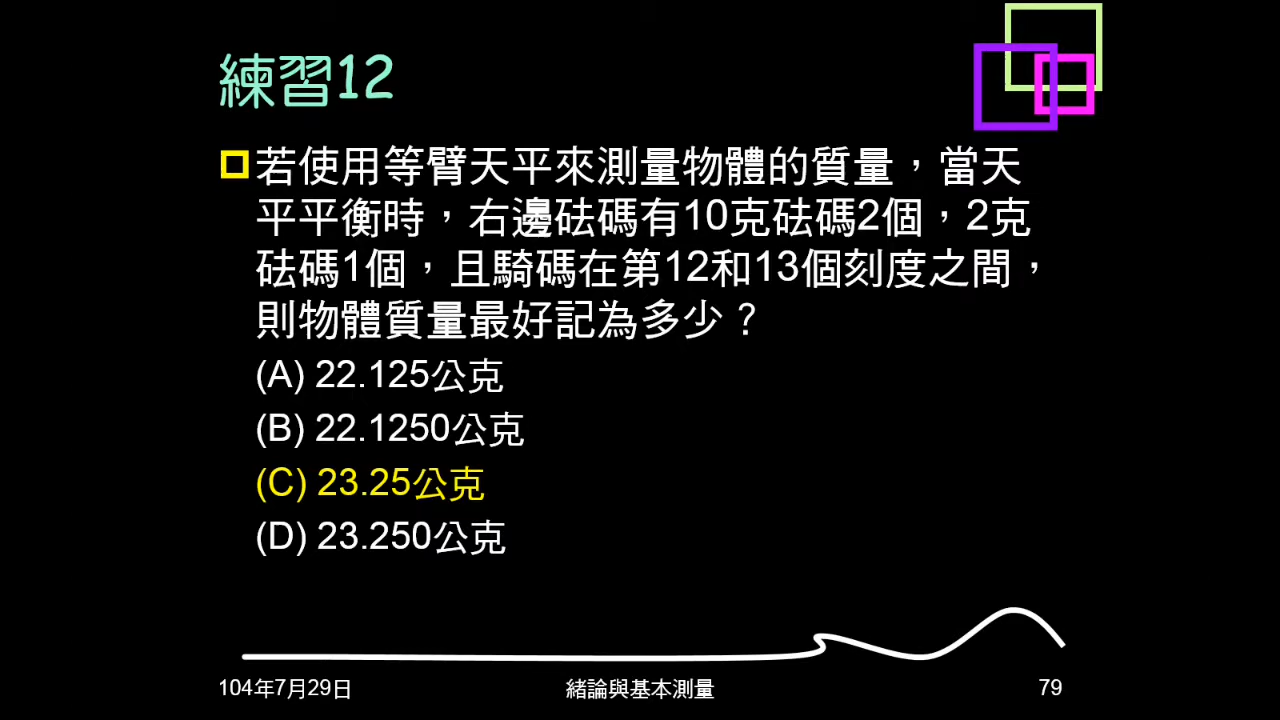 練習12
若使用等臂天平來測量物體的質量，當天
平平衡時，右邊砝碼有10克砝碼2個，2克
砝碼1個，且騎碼在第12和13個刻度之間，
則物體質量最好記為多少？
(A) 22.125公克
(B) 22.1250公克
(C) 23.25公克
(D) 23.250公克
104年7月29日
緒論與基本測量
79